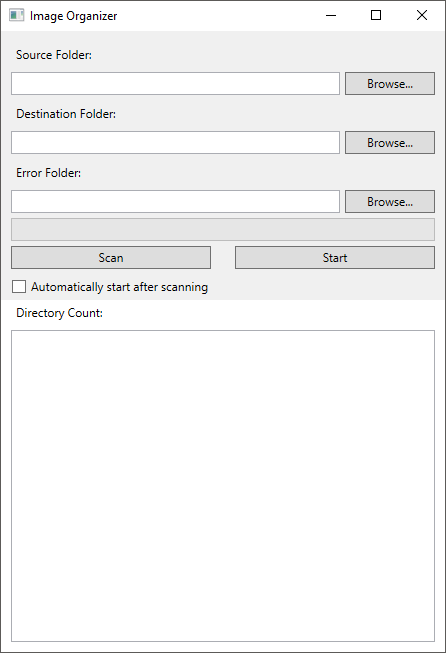 Image Organizer
Source Folder:
Browse...
Destination Folder:
Browse...
Error Folder:
Browse...
Scan Start
Automatically start after scanning
Directory Count: